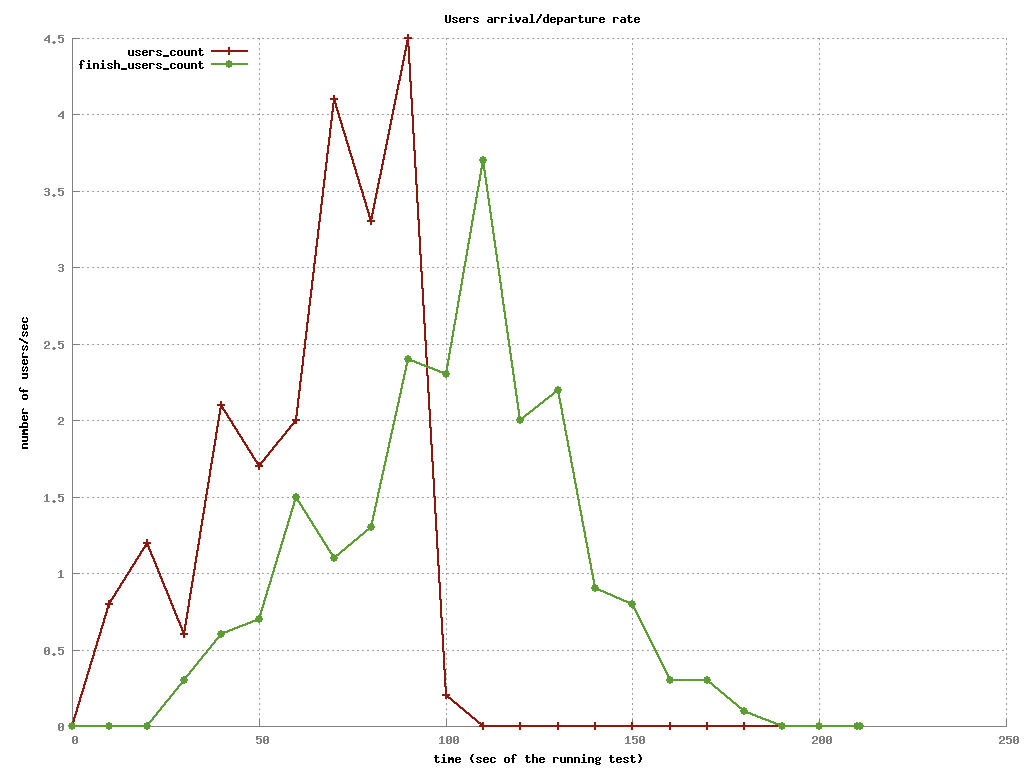 Users arrival/departure rate
users_count
finish_users_count
4.5
4
3.5
3
2.5
2
1.5
1
0.5
0
number of users/sec
0 50 100 150 200 250
time (sec of the running test)